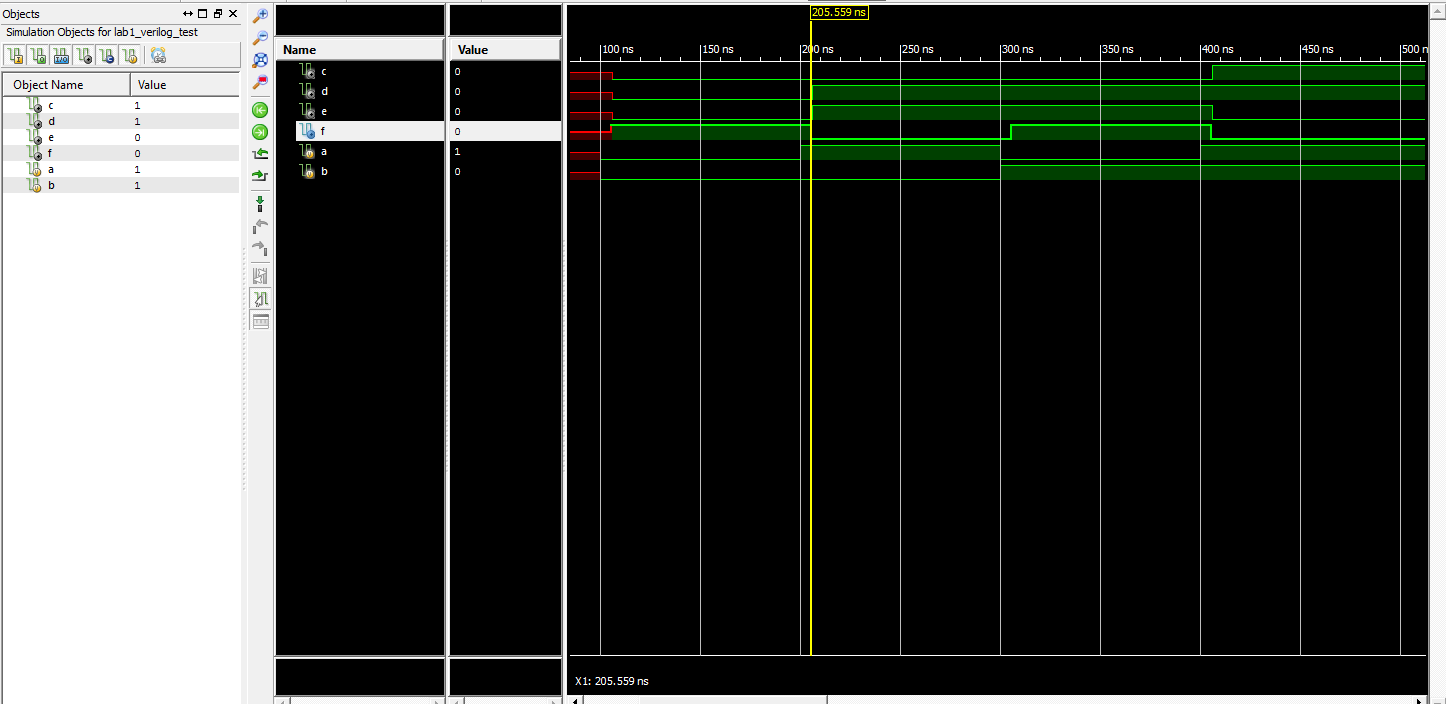 Objects
Simulation Objects for lab1_verilog_test
Object Name Value
c 1
d 1
e 0
f 0
a 1
b 1
Name Value
c 0
d 0
e 0
f 0
a 1
b 0
205.559 ns
100 ns 150 ns 200 ns 250 ns 300 ns 350 ns 400 ns 450 ns 500 n
X1: 205.559 ns